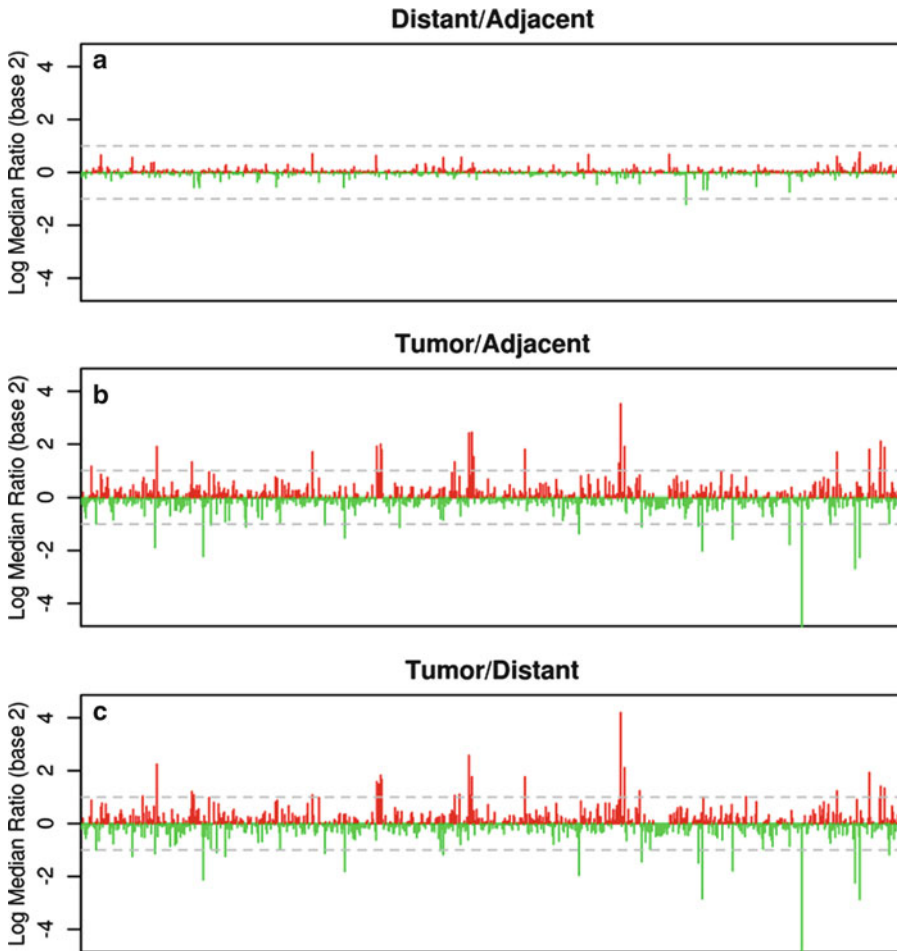 Distant/Adjacent
a
Log Median Ratio (base 2)
4
2
0
-2
-4
Tumor/Adjacent
b
Log Median Ratio (base 2)
4
2
0
-2
-4
Tumor/Distant
c
Log Median Ratio (base 2)
4
2
0
-2
-4